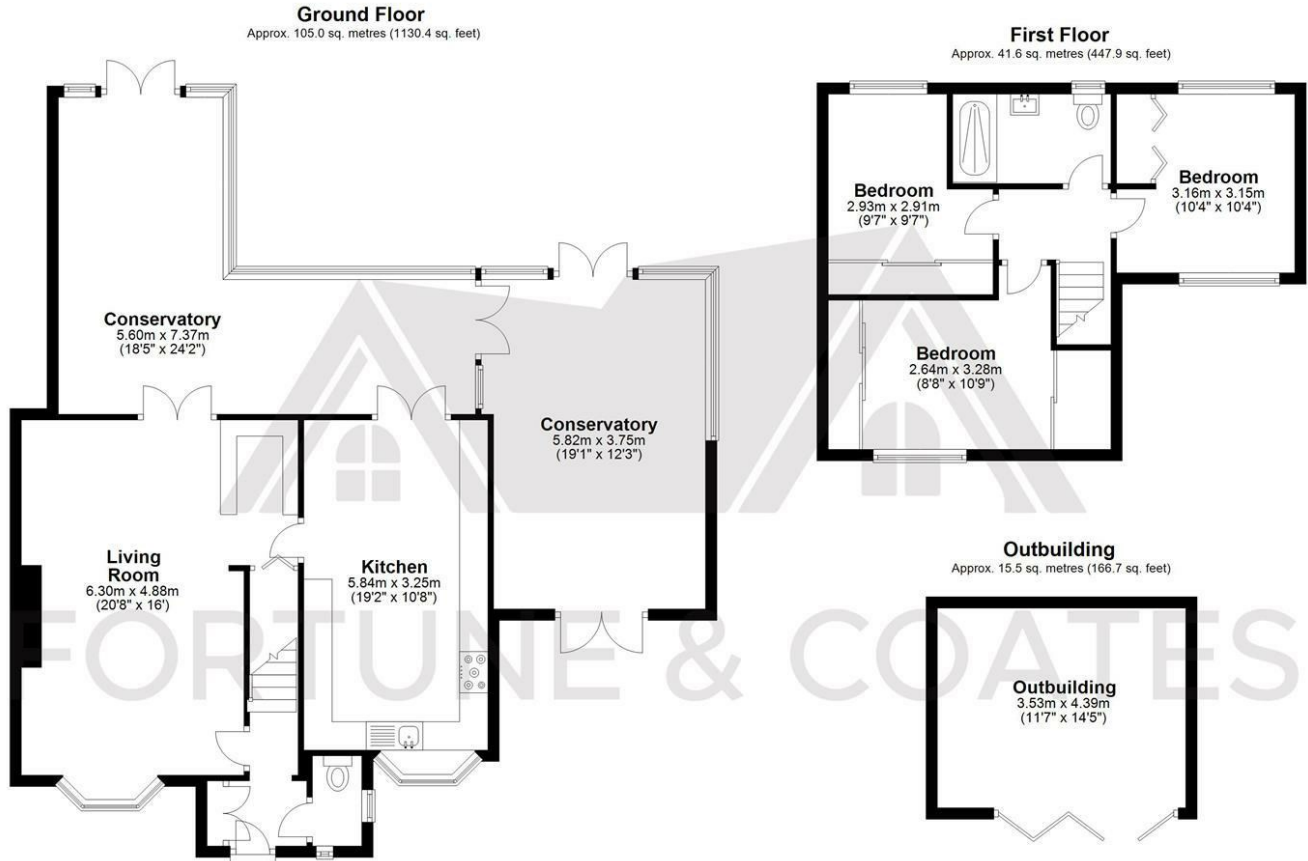 Ground Floor
Approx. 105.0 sq. metres (1130.4 sq. feet)
First Floor
Approx. 41.6 sq. metres (447.9 sq. feet)
Bedroom
2.93m x 2.91m
(9'7" x 9'7")
Bedroom
3.16m x 3.15m
(10'4" x 10'4")
Conservatory
5.60m x 7.37m
(18'5" x 24'2")
Bedroom
2.64m x 3.28m
(8'8" x 10'9")
Conservatory
5.82m x 3.75m
(19'1" x 12'3")
Living
Room
6.30m x 4.88m
(20'8" x 16')
Kitchen
5.84m x 3.25m
(19'2" x 10'8")
Outbuilding
Approx. 15.5 sq. metres (166.7 sq. feet)
Outbuilding
3.53m x 4.39m
(11'7" x 14'5")
FORTUNE & COATES